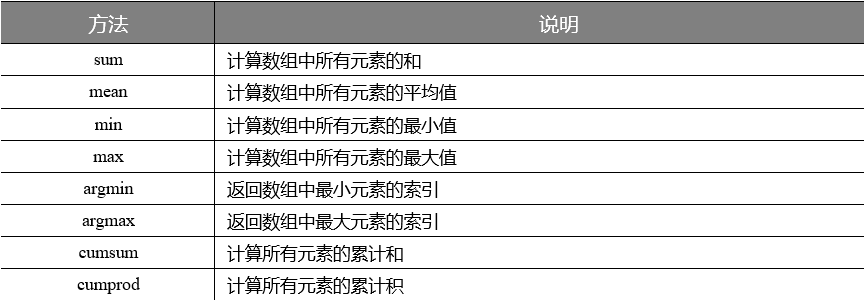 方法 说明
sum 计算数组中所有元素的和
mean 计算数组中所有元素的平均值
min 计算数组中所有元素的最小值
max 计算数组中所有元素的最大值
argmin 返回数组中最小元素的索引
argmax 返回数组中最大元素的索引
cumsum 计算所有元素的累计和
cumprod 计算所有元素的累计积